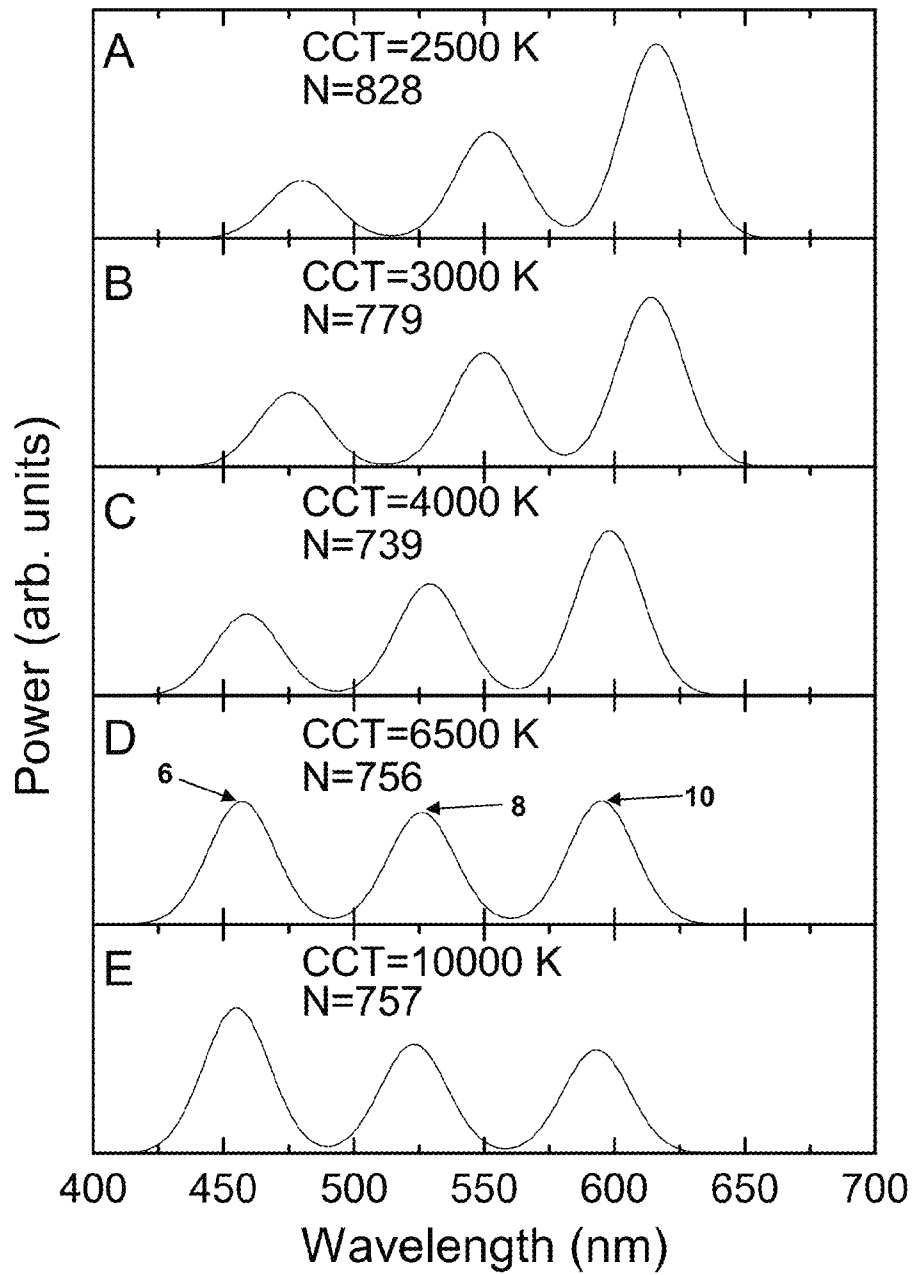 A
CCT=2500 K
N=828
B
CCT=3000 K
N=779
C
CCT=4000 K
N=739
D
CCT=6500 K
N=756
6
8
10
E
CCT=10000 K
N=757
Power (arb. units)
400 450 500 550 600 650 700
Wavelength (nm)